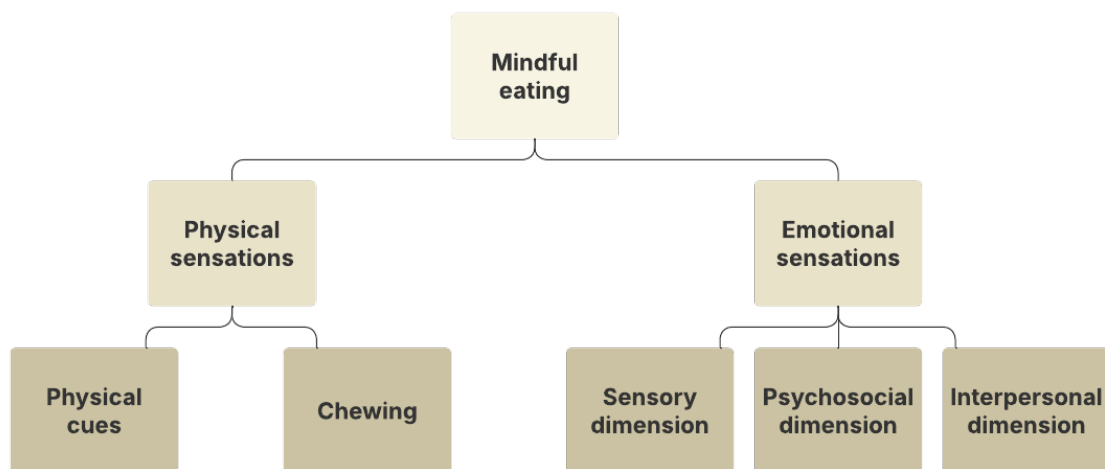 Mindful
eating
Physical
sensations
Emotional
sensations
Physical
cues
Chewing
Sensory
dimension
Psychosocial
dimension
Interpersonal
dimension